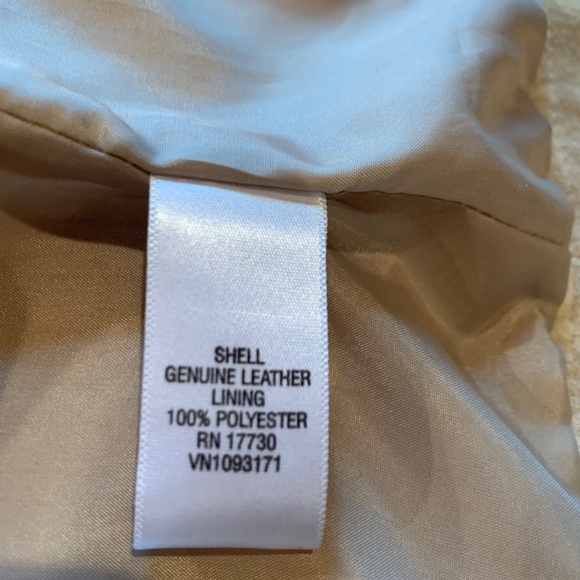 SHELL
GENUINE LEATHER
LINING
100% POLYESTER
RN 17730
VN1093171